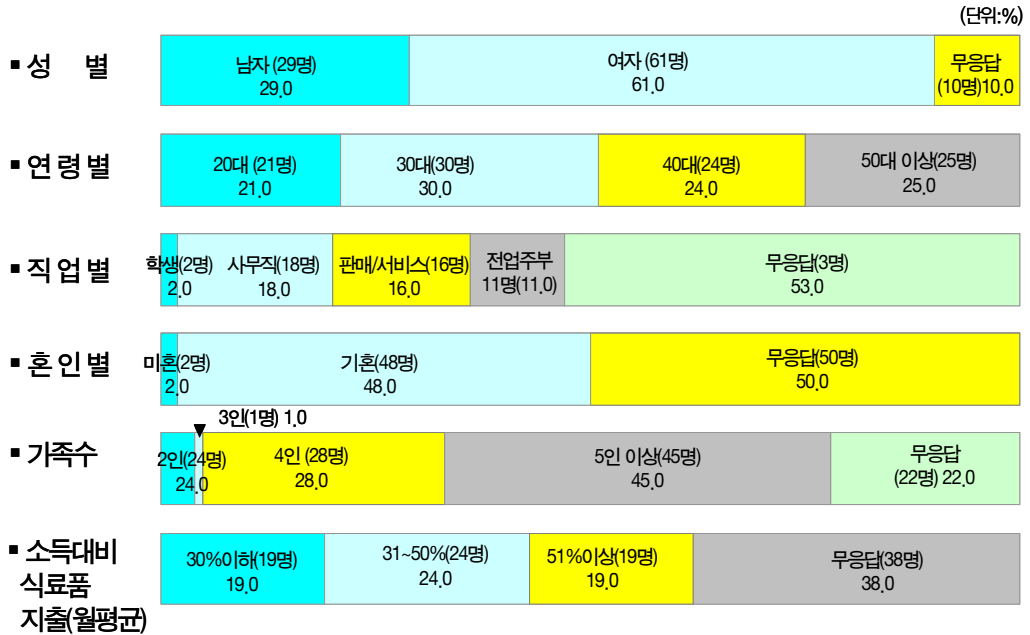 (단위:%)
▪ 성 별
남자 (29명)
29.0
여자 (61명)
61.0
무응답
(10명)10.0
▪ 연령별
20대 (21명)
21.0
30대(30명)
30.0
40대(24명)
24.0
50대 이상(25명)
25.0
▪ 직업별
학생(2명)
2.0
사무직(18명)
18.0
판매/서비스(16명)
16.0
전업주부
11명(11.0)
무응답(3명)
53.0
▪ 혼인별
미혼(2명)
2.0
기혼(48명)
48.0
무응답(50명)
50.0
3인(1명) 1.0
▪ 가족수
2인(24명)
24.0
4인 (28명)
28.0
5인 이상(45명)
45.0
무응답
(22명) 22.0
▪ 소득대비
식료품
지출(월평균)
30%이하(19명)
19.0
31~50%(24명)
24.0
51%이상(19명)
19.0
무응답(38명)
38.0